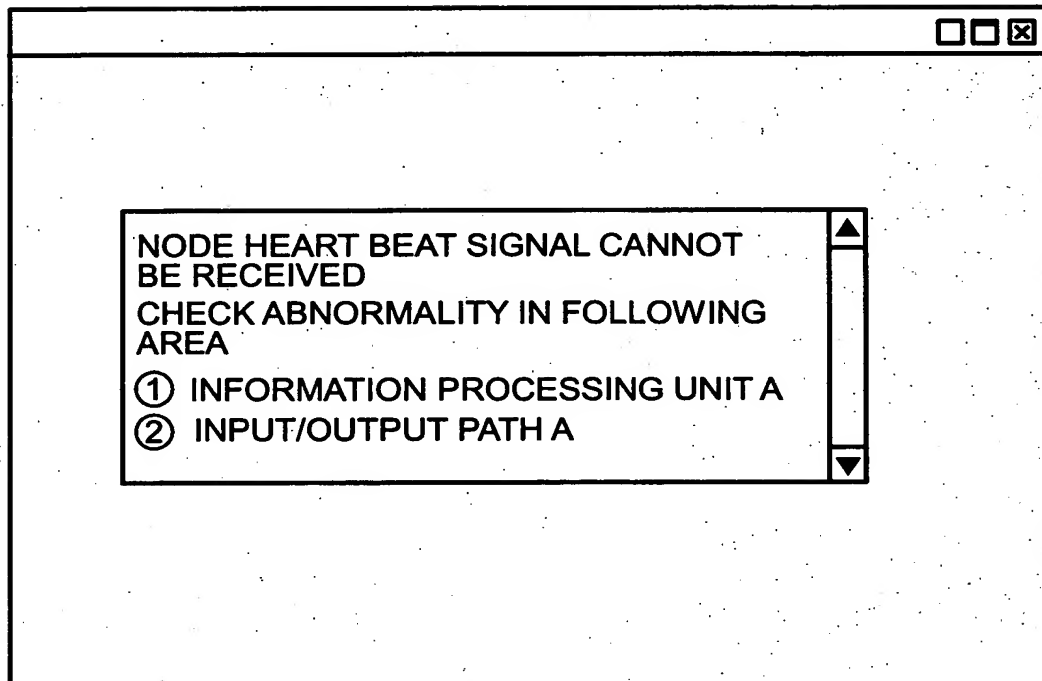 NODE HEART BEAT SIGNAL CANNOT
BE RECEIVED
CHECK ABNORMALITY IN FOLLOWING
AREA
① INFORMATION PROCESSING UNIT A
② INPUT/OUTPUT PATH A